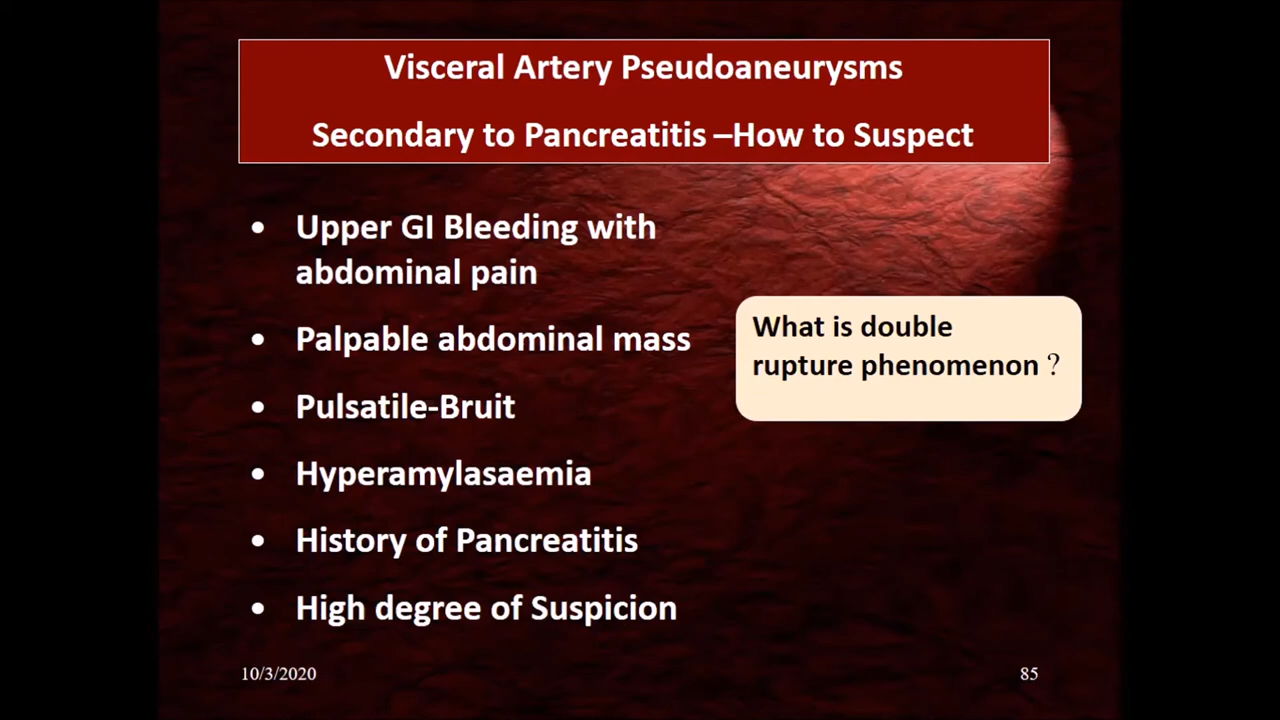 Visceral Artery Pseudoaneurysms
Secondary to Pancreatitis –How to Suspect
• Upper GI Bleeding with
abdominal pain
• Palpable abdominal mass
• Pulsatile-Bruit
• Hyperamylasaemia
• History of Pancreatitis
• High degree of Suspicion
What is double
rupture phenomenon ?
10/3/2020
85